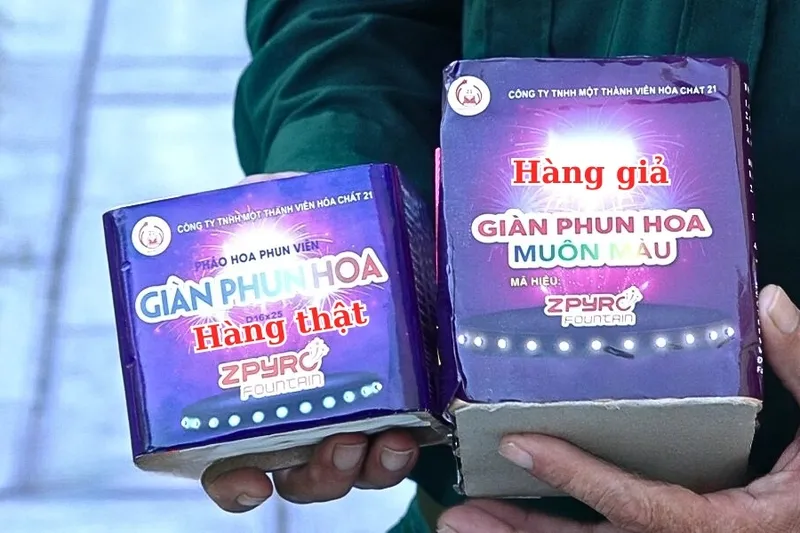 CÔNG TY TNHH MỘT THÀNH VIÊN HÓA CHẤT 21
PHÁO HOA PHUN VIÊN
GIÀN PHUN HOA
D16x25
Hàng thật
ZPYRO
FOUNTAIN
CÔNG TY TNHH MỘT THÀNH VIÊN HÓA CHẤT 21
Hàng giả
GIÀN PHUN HOA
MUÔN MÀU
MÃ HIỆU:
ZPYRO
FOUNTAIN